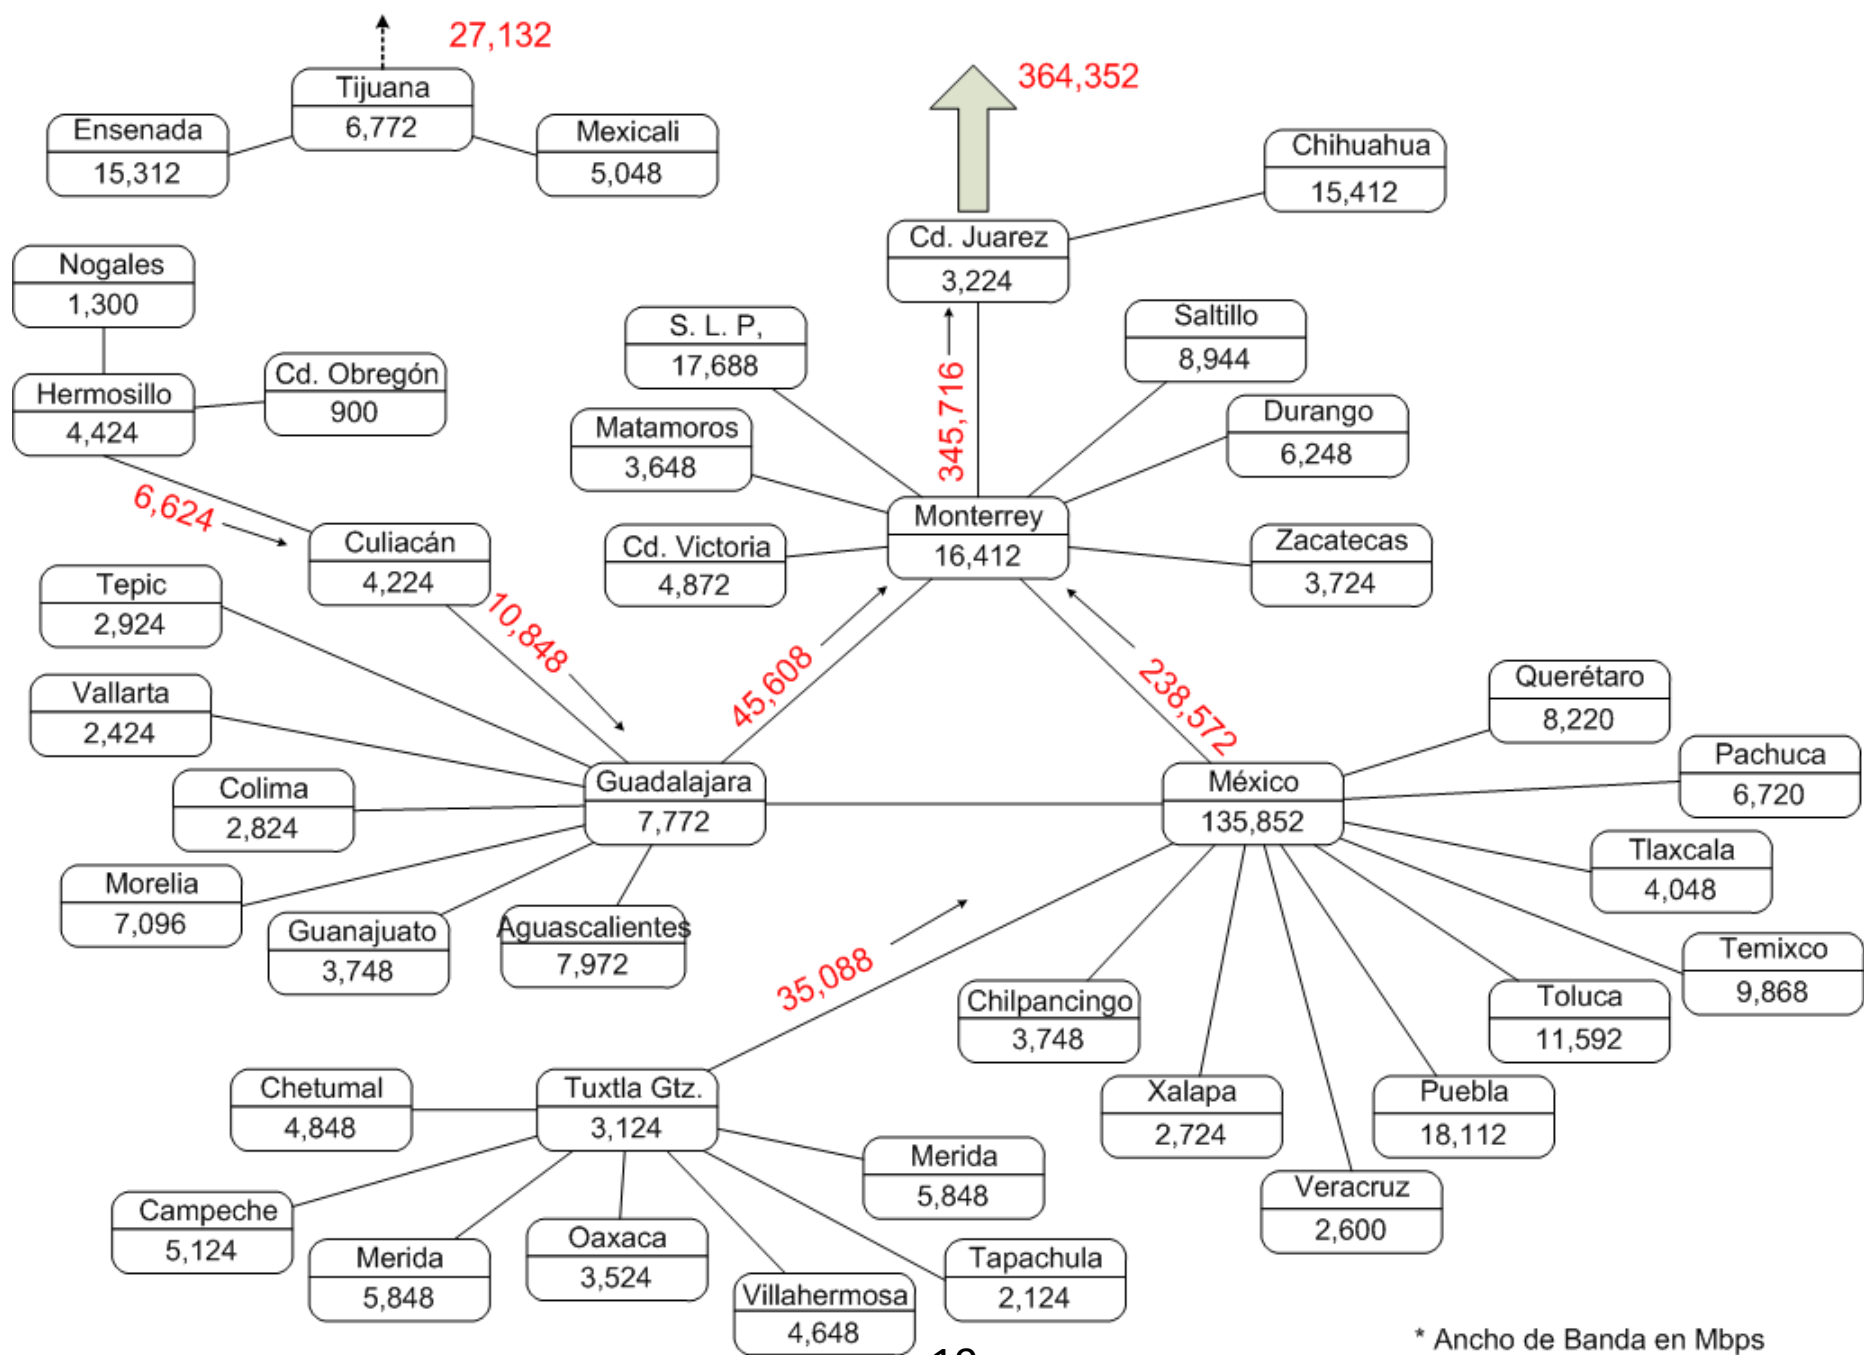 27,132
364,352
Tijuana
6,772
Ensenada
15,312
Mexicali
5,048
Chihuahua
15,412
Cd. Juarez
3,224
Nogales
1,300
S. L. P,
17,688
Saltillo
8,944
345,716
Hermosillo
4,424
Cd. Obregón
900
Matamoros
3,648
Durango
6,248
6,624
Culiacán
4,224
Monterrey
16,412
Cd. Victoria
4,872
Zacatecas
3,724
Tepic
2,924
10,848
45,608
238,572
Vallarta
2,424
Querétaro
8,220
Colima
2,824
Guadalajara
7,772
México
135,852
Pachuca
6,720
Tlaxcala
4,048
Morelia
7,096
Guanajuato
3,748
Aguascalientes
7,972
35,088
Temixco
9,868
Chilpancingo
3,748
Toluca
11,592
Chetumal
4,848
Tuxtla Gtz.
3,124
Xalapa
2,724
Puebla
18,112
Merida
5,848
Veracruz
2,600
Campeche
5,124
Merida
5,848
Oaxaca
3,524
Villahermosa
4,648
Tapachula
2,124
* Ancho de Banda en Mbps